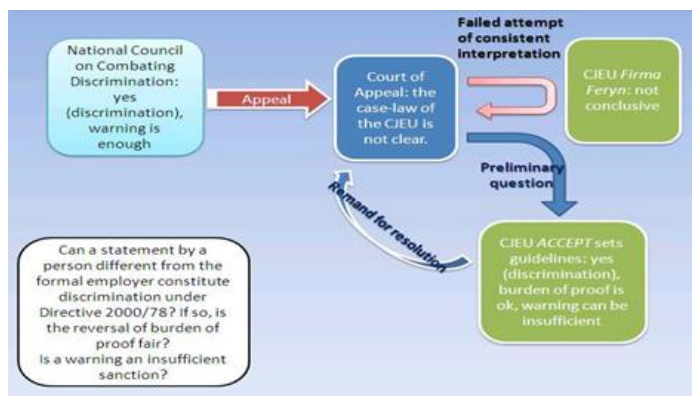 National Council
on Combating
Discrimination:
yes
(discrimination),
warning is
enough
Appeal
Court of
Appeal: the
case-law of
the CJEU is
not clear.
Failed attempt
of consistent
interpretation
CJEU Firma
Feryn: not
conclusive
Preliminary
question
Remand for resolution
CJEU ACCEPT sets
guidelines: yes
(discrimination),
burden of proof is
ok, warning can be
insufficient
Can a statement by a
person different from the
formal employer constitute
discrimination under
Directive 2000/78? If so, is
the reversal of burden of
proof fair?
Is a warning an insufficient
sanction?